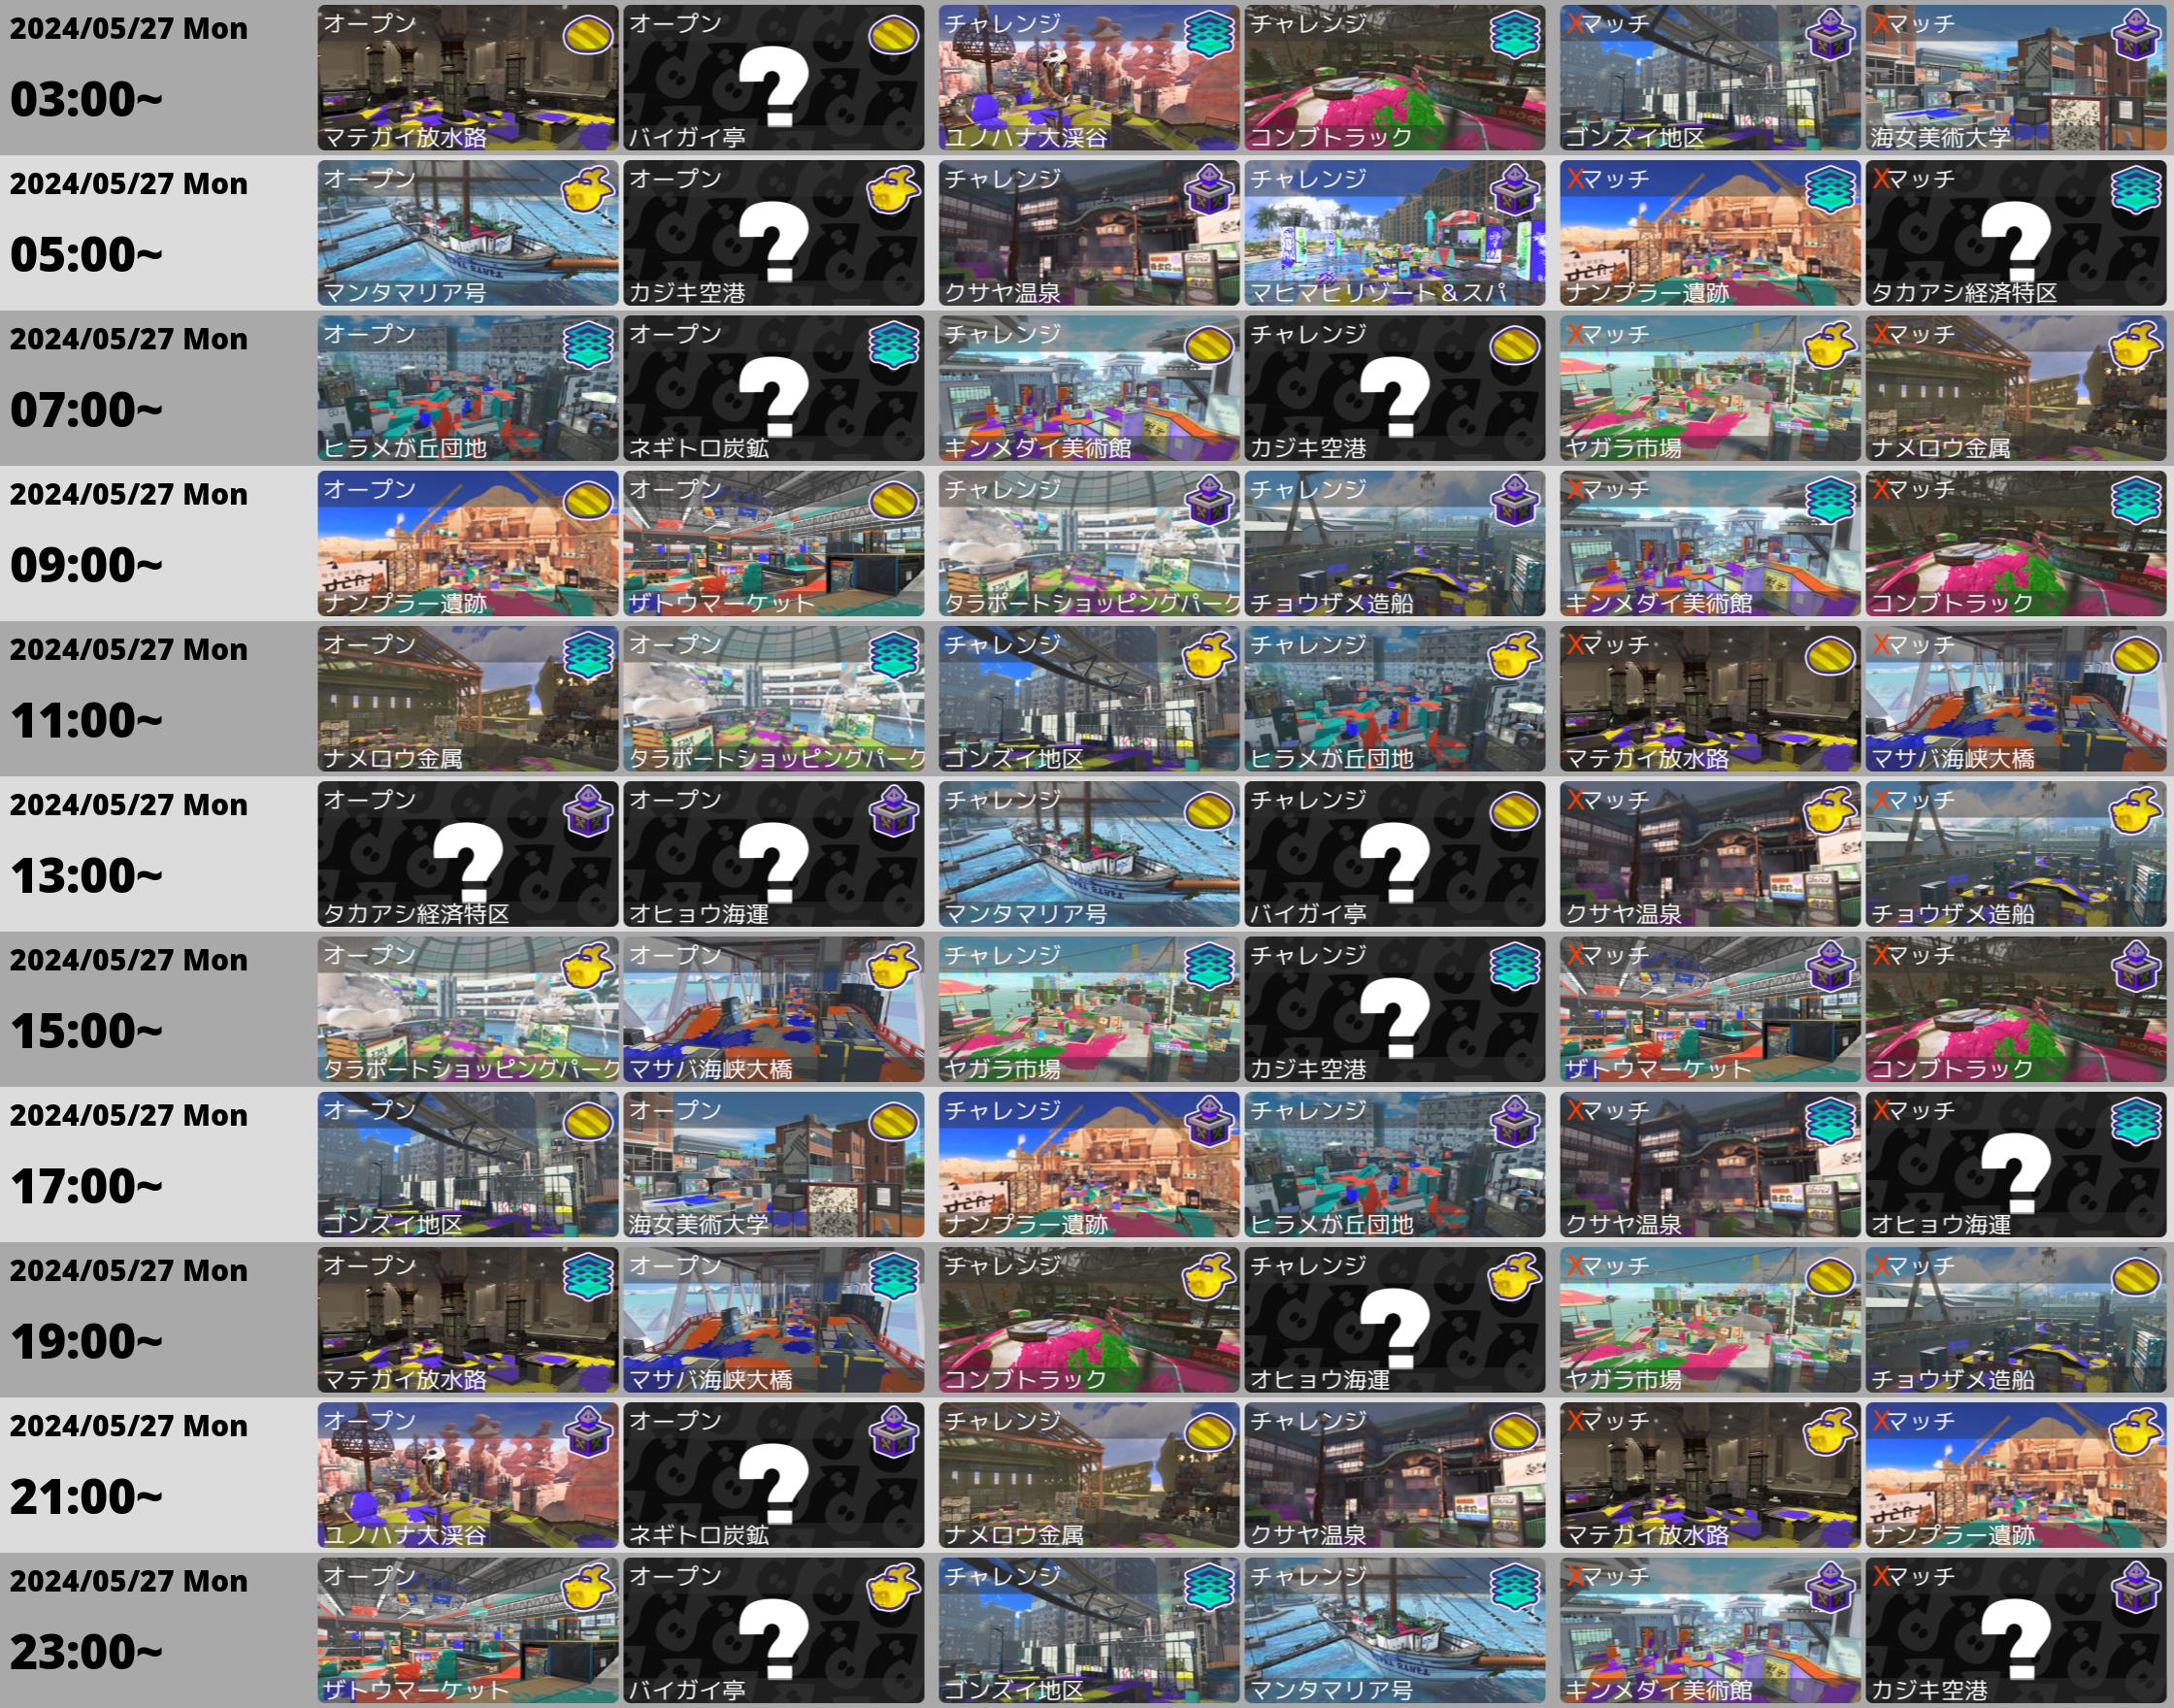 2024/05/27 Mon
03:00~
オープン
マテガイ放水路
オープン
バイガイ亭
チャレンジ
ユノハナ大渓谷
チャレンジ
コンブトラック
Xマッチ
ゴンズイ地区
Xマッチ
海女美術大学
2024/05/27 Mon
05:00~
オープン
マンタマリア号
オープン
カジキ空港
チャレンジ
クサヤ温泉
チャレンジ
マヒマヒリゾート&スパ
Xマッチ
ナンプラー遺跡
Xマッチ
タカアシ経済特区
2024/05/27 Mon
07:00~
オープン
ヒラメが丘団地
オープン
ネギトロ炭鉱
チャレンジ
キンメダイ美術館
チャレンジ
カジキ空港
Xマッチ
ヤガラ市場
Xマッチ
ナメロウ金属
2024/05/27 Mon
09:00~
オープン
ナンプラー遺跡
オープン
ザトウマーケット
チャレンジ
タラポートショッピングパーク
チャレンジ
チョウザメ造船
Xマッチ
キンメダイ美術館
Xマッチ
コンブトラック
2024/05/27 Mon
11:00~
オープン
ナメロウ金属
オープン
タラポートショッピングパーク
チャレンジ
ゴンズイ地区
チャレンジ
ヒラメが丘団地
Xマッチ
マテガイ放水路
Xマッチ
マサバ海峡大橋
2024/05/27 Mon
13:00~
オープン
タカアシ経済特区
オープン
オヒョウ海運
チャレンジ
マンタマリア号
チャレンジ
バイガイ亭
Xマッチ
クサヤ温泉
Xマッチ
チョウザメ造船
2024/05/27 Mon
15:00~
オープン
タラポートショッピングパーク
オープン
マサバ海峡大橋
チャレンジ
ヤガラ市場
チャレンジ
カジキ空港
Xマッチ
ザトウマーケット
Xマッチ
コンブトラック
2024/05/27 Mon
17:00~
オープン
ゴンズイ地区
オープン
海女美術大学
チャレンジ
ナンプラー遺跡
チャレンジ
ヒラメが丘団地
Xマッチ
クサヤ温泉
Xマッチ
オヒョウ海運
2024/05/27 Mon
19:00~
オープン
マテガイ放水路
オープン
マサバ海峡大橋
チャレンジ
コンブトラック
チャレンジ
オヒョウ海運
Xマッチ
ヤガラ市場
Xマッチ
チョウザメ造船
2024/05/27 Mon
21:00~
オープン
ユノハナ大渓谷
オープン
ネギトロ炭鉱
チャレンジ
ナメロウ金属
チャレンジ
クサヤ温泉
Xマッチ
マテガイ放水路
Xマッチ
ナンプラー遺跡
2024/05/27 Mon
23:00~
オープン
ザトウマーケット
オープン
バイガイ亭
チャレンジ
ゴンズイ地区
チャレンジ
マンタマリア号
Xマッチ
キンメダイ美術館
Xマッチ
カジキ空港